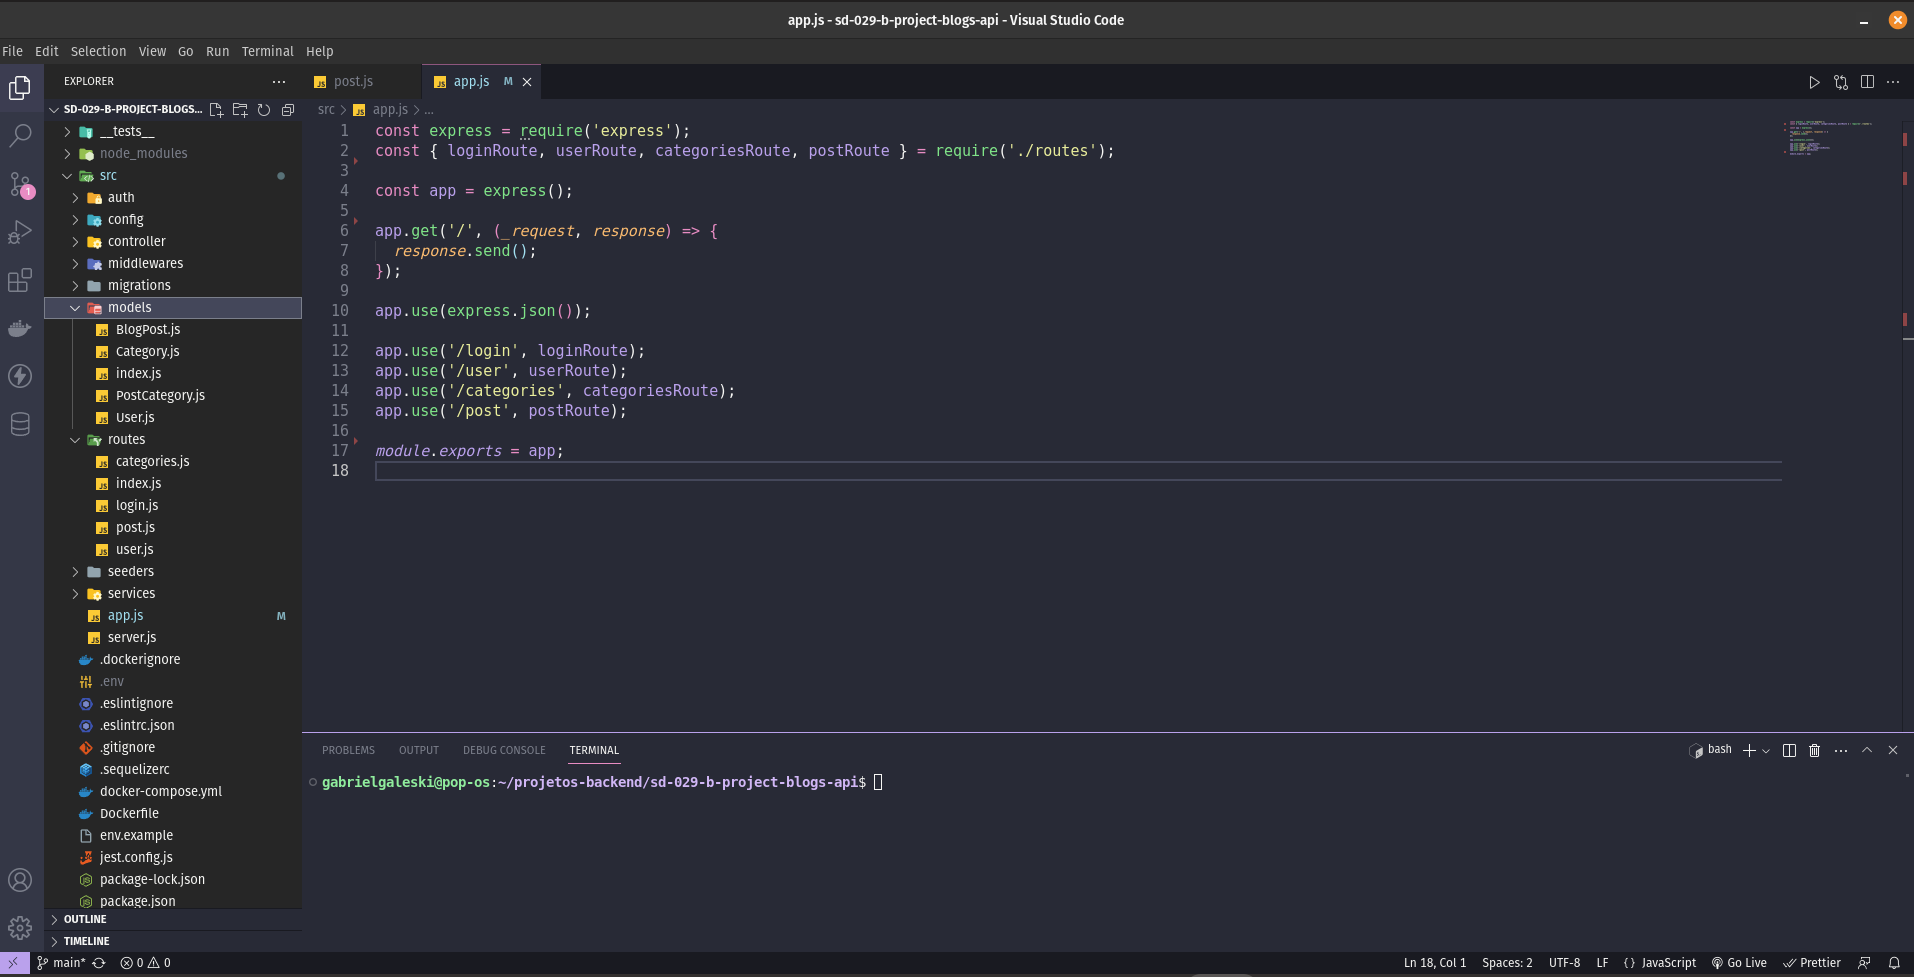 app.js - sd-029-b-project-blogs-api - Visual Studio Code
File Edit Selection View Go Run Terminal Help
EXPLORER
SD-029-B-PROJECT-BLOGS...
__tests__
node_modules
src
auth
config
controller
middlewares
migrations
models
BlogPost.js
Category.js
index.js
PostCategory.js
User.js
routes
categories.js
index.js
login.js
post.js
user.js
seeders
services
app.js M
server.js
.dockerignore
.env
.eslintignore
.eslintrc.json
.gitignore
.sequelizerc
docker-compose.yml
Dockerfile
env.example
jest.config.js
package-lock.json
package.json
OUTLINE
TIMELINE
1
post.js app.js M
src > app.js > ...
1 const express = require('express');
2 const { loginRoute, userRoute, categoriesRoute, postRoute } = require('./routes');
3
4 const app = express();
5
6 app.get('/', (_request, response) => {
7 response.send();
8 });
9
10 app.use(express.json());
11
12 app.use('/login', loginRoute);
13 app.use('/user', userRoute);
14 app.use('/categories', categoriesRoute);
15 app.use('/post', postRoute);
16
17 module.exports = app;
18
PROBLEMS OUTPUT DEBUG CONSOLE TERMINAL bash
gabrielgaleski@pop-os:~/projetos-backend/sd-029-b-project-blogs-api$
main* 0 0 Ln 18, Col 1 Spaces: 2 UTF-8 LF {} JavaScript Go Live Prettier